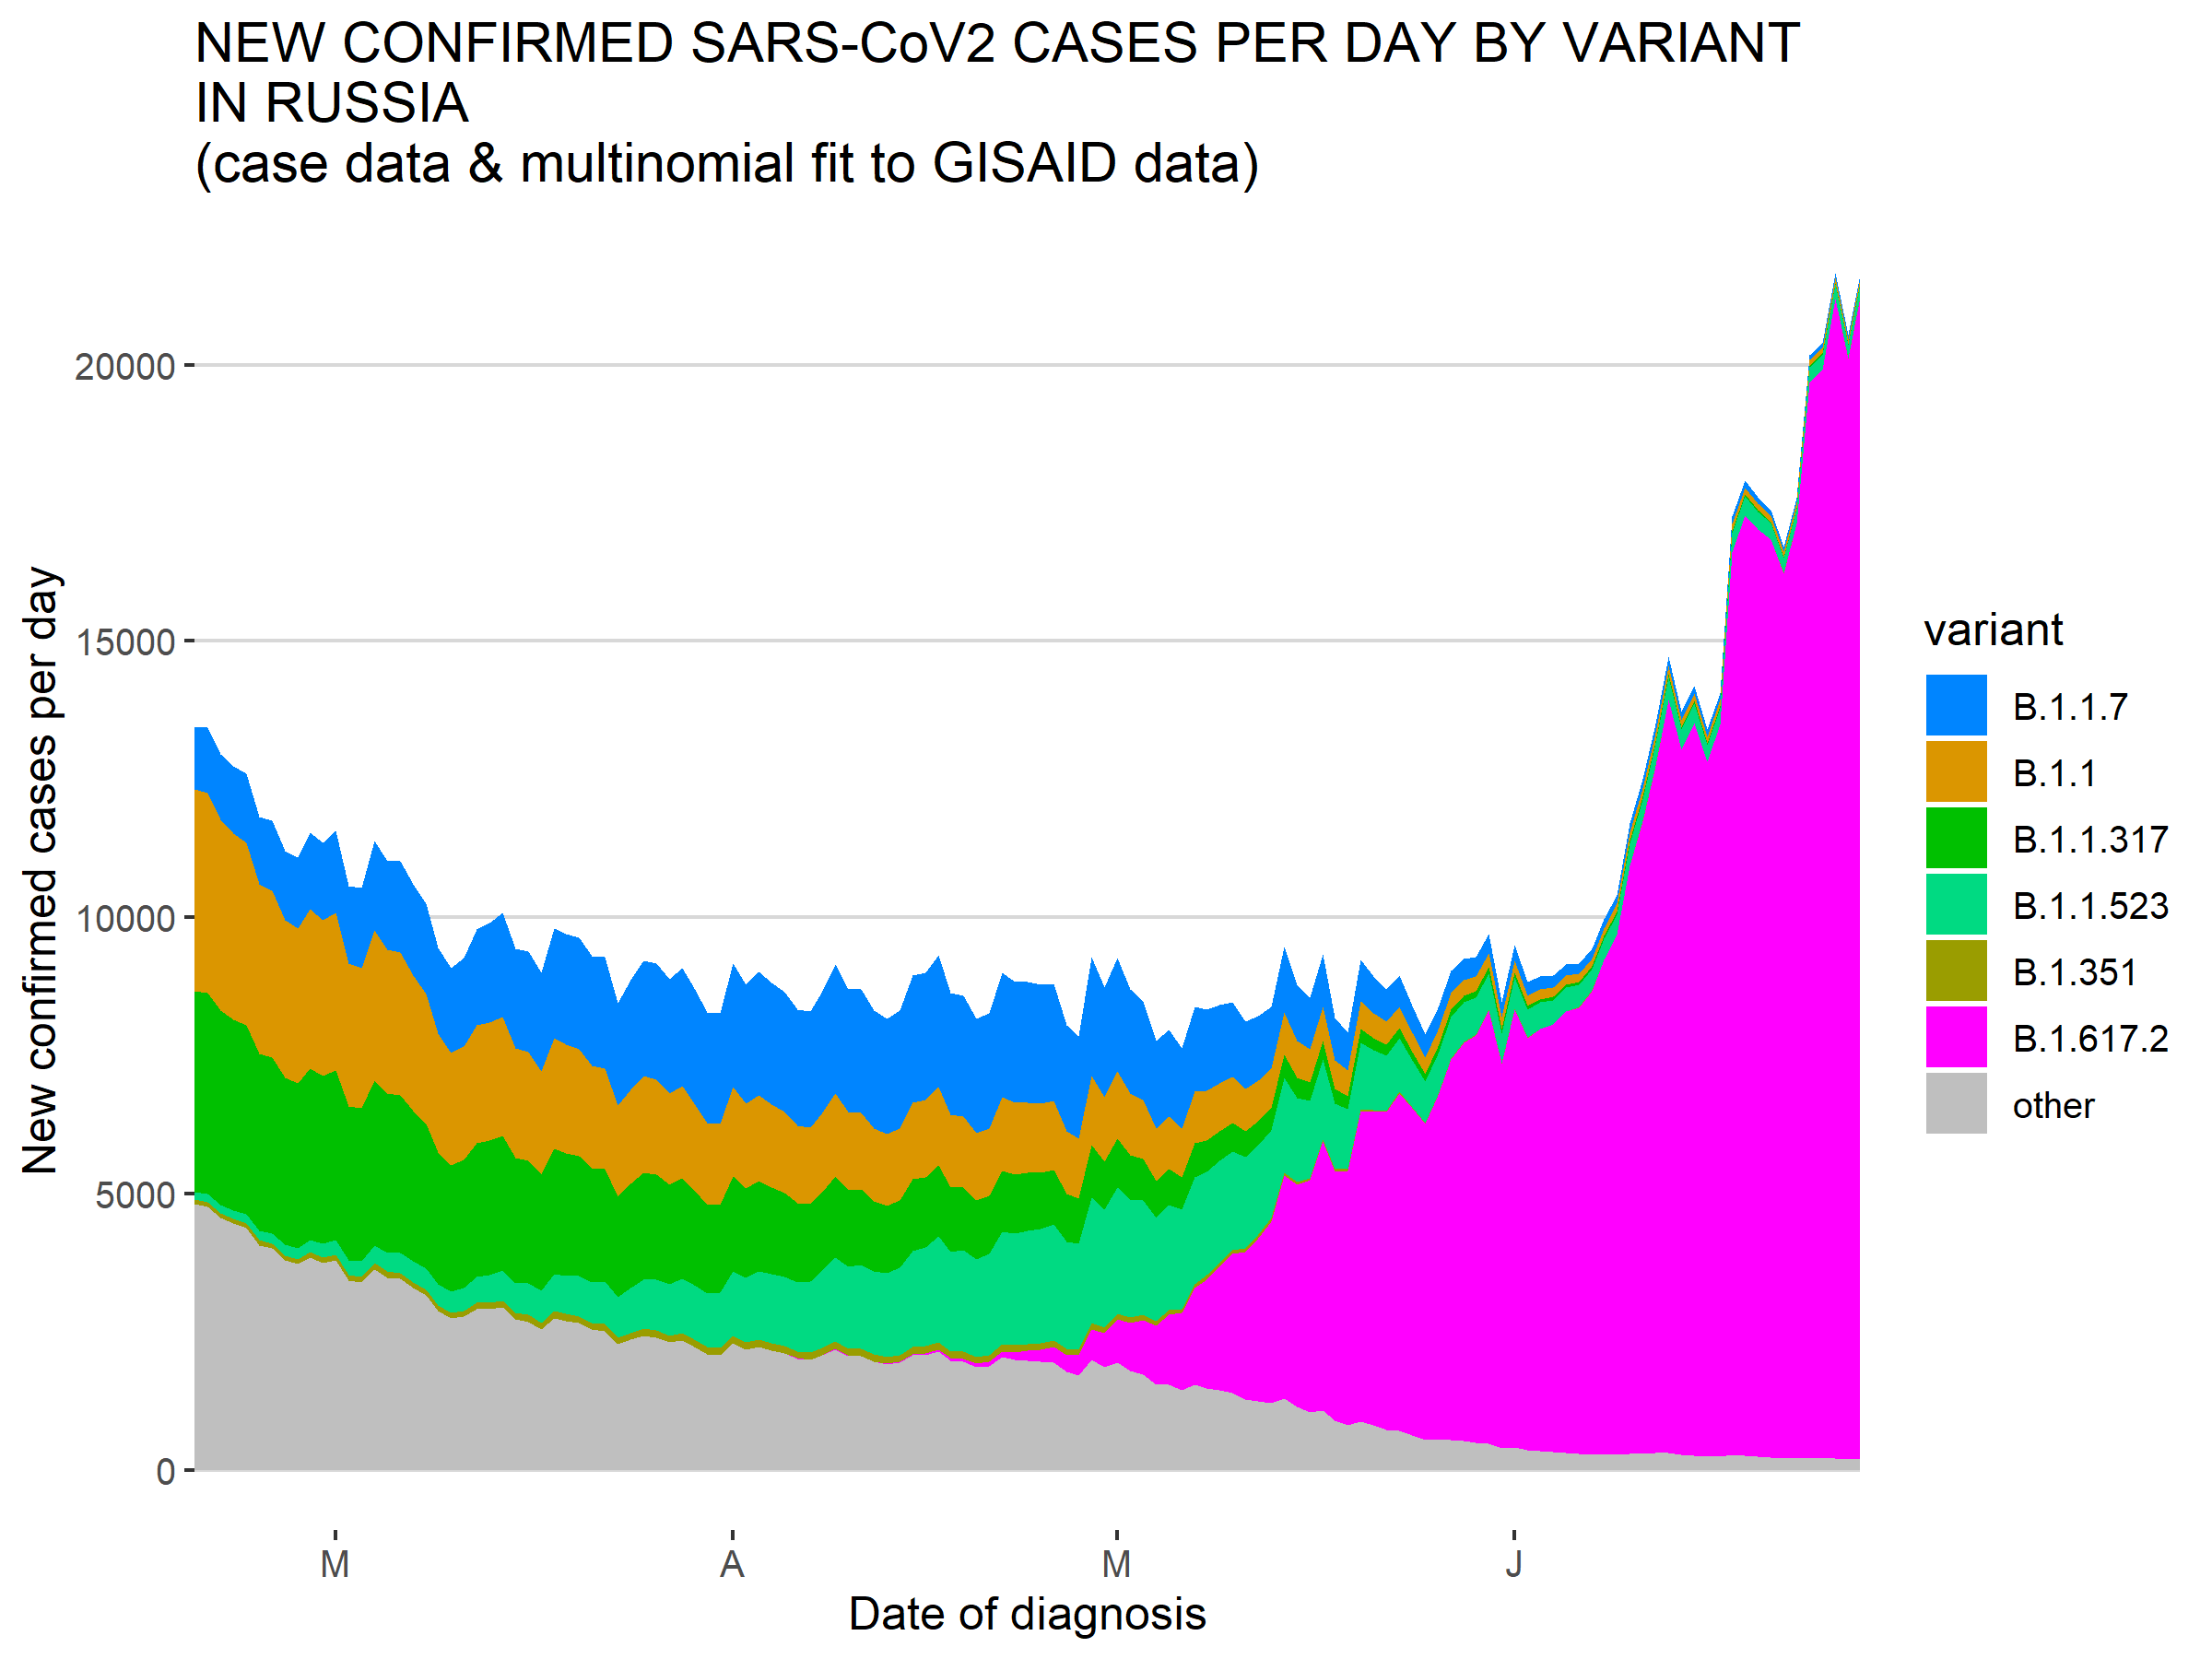 NEW CONFIRMED SARS-CoV2 CASES PER DAY BY VARIANT
IN RUSSIA
(case data & multinomial fit to GISAID data)
New confirmed cases per day
20000
15000
10000
5000
0
M
A
M
J
Date of diagnosis
variant
B.1.1.7
B.1.1
B.1.1.317
B.1.1.523
B.1.351
B.1.617.2
other